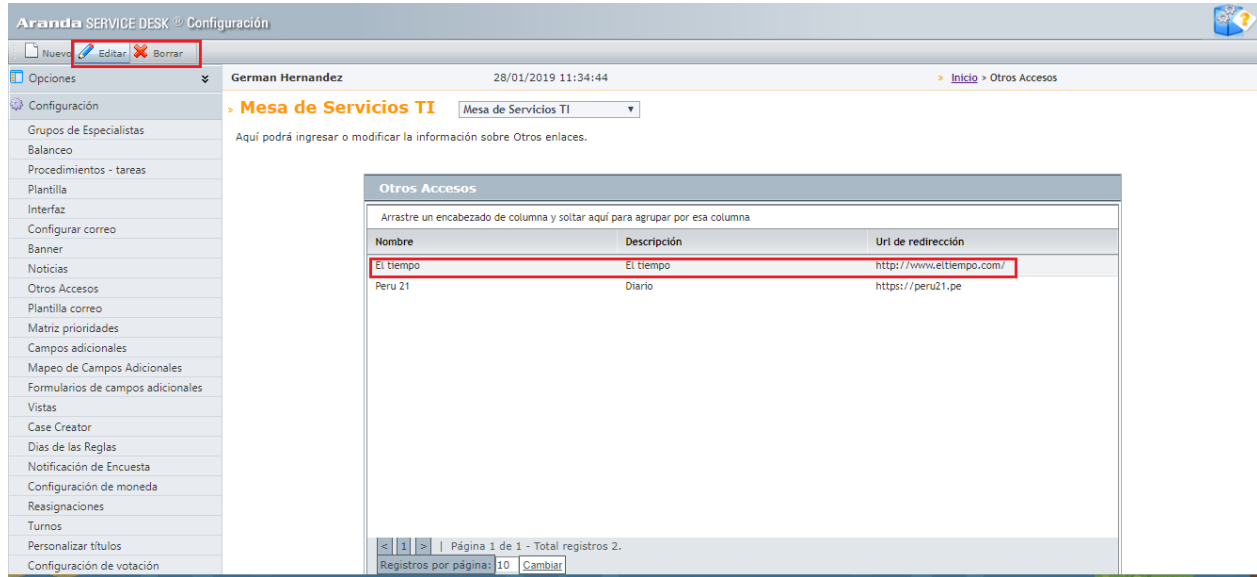 Aranda SERVICE DESK ® Configuración
Nuevo Editar Borrar
Opciones
German Hernandez 28/01/2019 11:34:44 » Inicio > Otros Accesos
Configuración
» Mesa de Servicios TI Mesa de Servicios TI
Aquí podrá ingresar o modificar la información sobre Otros enlaces.
Grupos de Especialistas
Balanceo
Procedimientos - tareas
Plantilla
Interfaz
Configurar correo
Banner
Noticias
Otros Accesos
Plantilla correo
Matriz prioridades
Campos adicionales
Mapeo de Campos Adicionales
Formularios de campos adicionales
Vistas
Case Creator
Dias de las Reglas
Notificación de Encuesta
Configuración de moneda
Reasignaciones
Turnos
Personalizar títulos
Configuración de votación
Otros Accesos
Arrastre un encabezado de columna y soltar aquí para agrupar por esa columna
Nombre Descripción Url de redirección
El tiempo El tiempo http://www.eltiempo.com/
Peru 21 Diario https://peru21.pe
< 1 > | Página 1 de 1 - Total registros 2.
Registros por página: 10 Cambiar